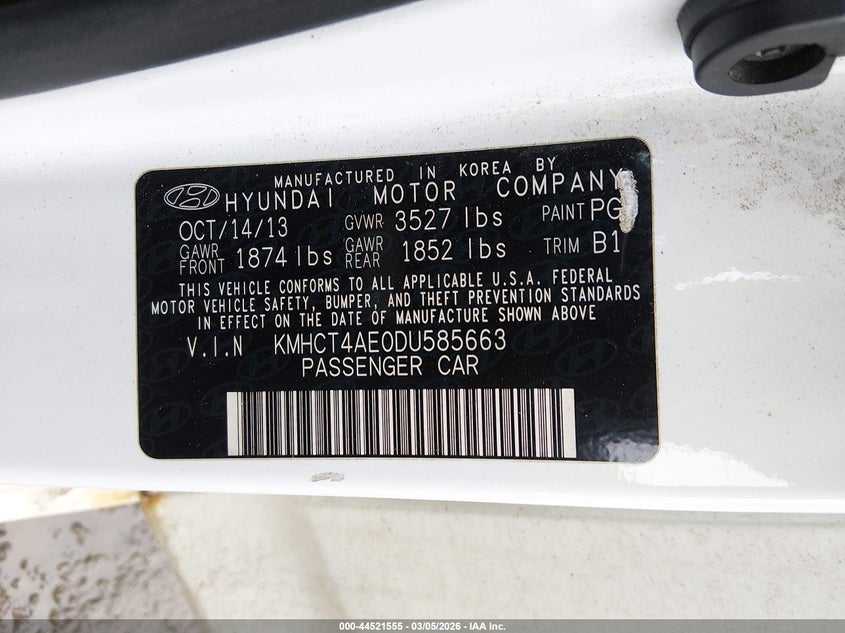 MANUFACTURED IN KOREA BY
HYUNDAI MOTOR COMPANY
OCT/14/13 GVWR 3527 lbs PAINT PG
GAWR FRONT 1874 lbs GAWR REAR 1852 lbs TRIM B1
THIS VEHICLE CONFORMS TO ALL APPLICABLE U.S.A. FEDERAL
MOTOR VEHICLE SAFETY, BUMPER, AND THEFT PREVENTION STANDARDS
IN EFFECT ON THE DATE OF MANUFACTURE SHOWN ABOVE
V.I.N KMHCT4AE0DU585663
PASSENGER CAR
000-44521555 - 03/05/2026 - IAA Inc.